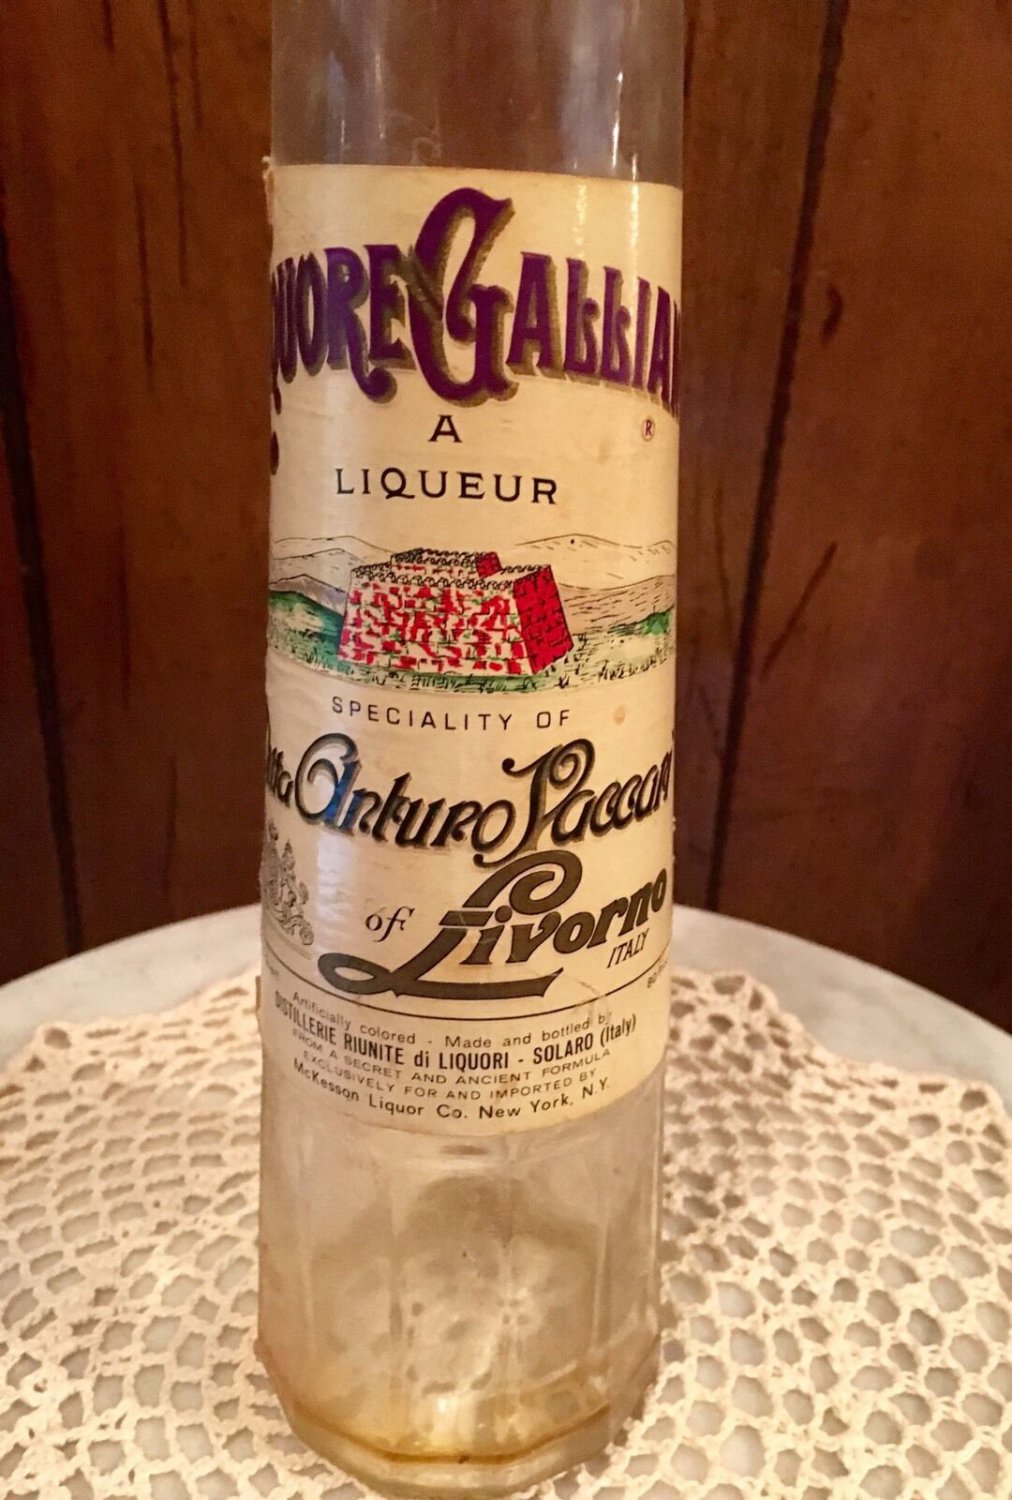 QUORE GALLIAN
®
A
LIQUEUR
SPECIALITY OF
Arturo Vaccari
of Livorno
ITALY
Artificially colored - Made and bottled by
DISTILLERIE RIUNITE di LIQUORI - SOLARO (Italy)
FROM A SECRET AND ANCIENT FORMULA
EXCLUSIVELY FOR AND IMPORTED BY
McKesson Liquor Co. New York, N.Y.